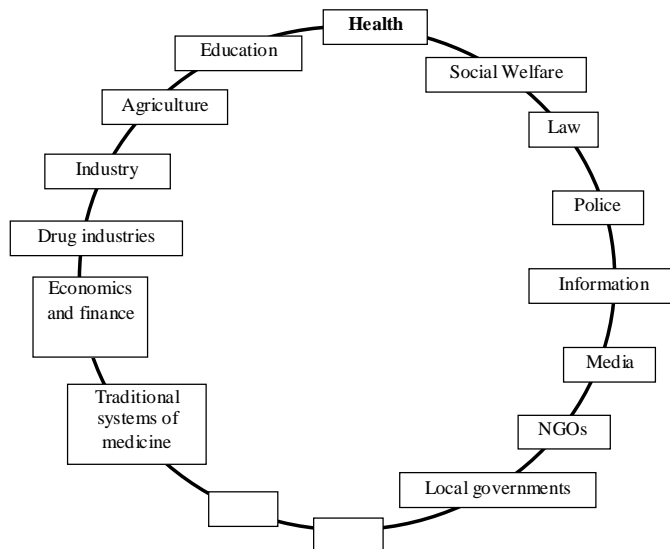 Health
Education
Social Welfare
Agriculture
Law
Industry
Police
Drug industries
Information
Economics
and finance
Media
Traditional
systems of
medicine
NGOs
Local governments